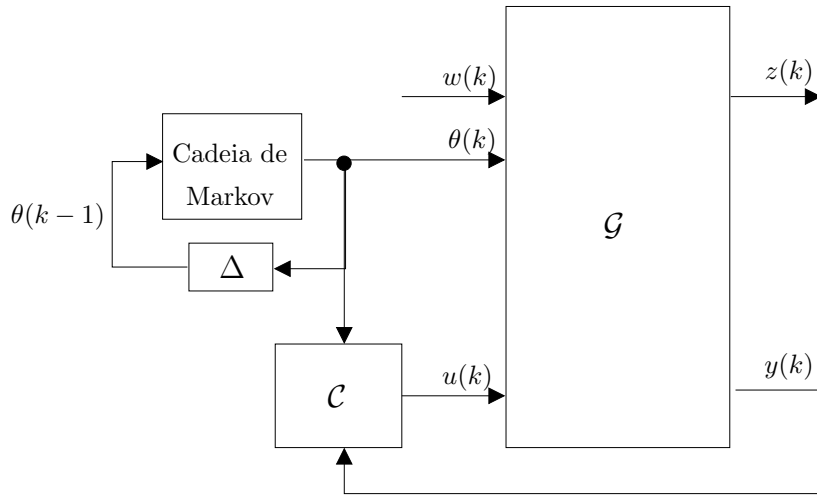 w(k)
z(k)
θ(k)
Cadeia de
Markov
θ(k − 1)
𝒢
Δ
y(k)
u(k)
𝒞